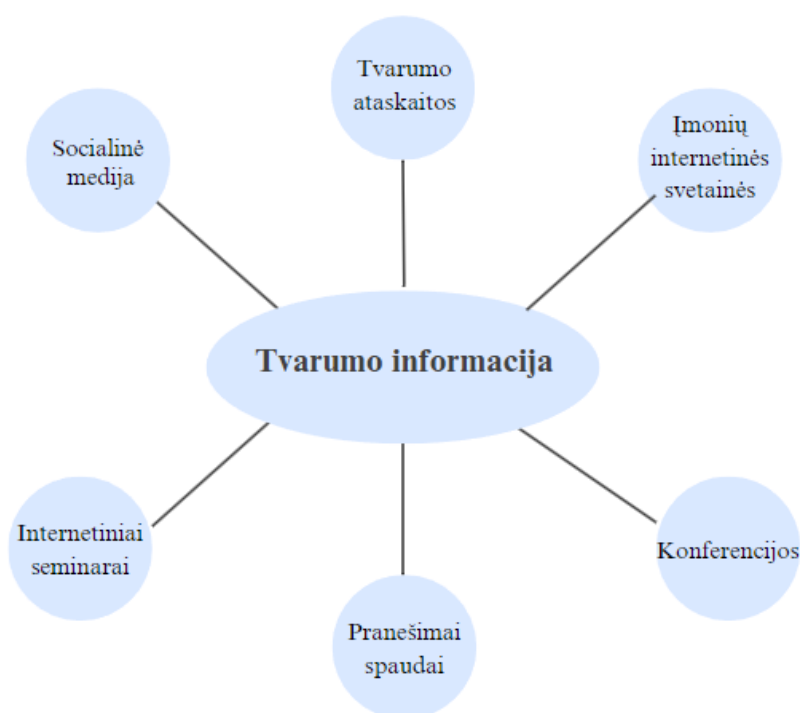 Tvarumo
ataskaitos
Socialinė
medija
Įmonių
internetinės
svetainės
Tvarumo informacija
Internetiniai
seminarai
Konferencijos
Pranešimai
spaudai